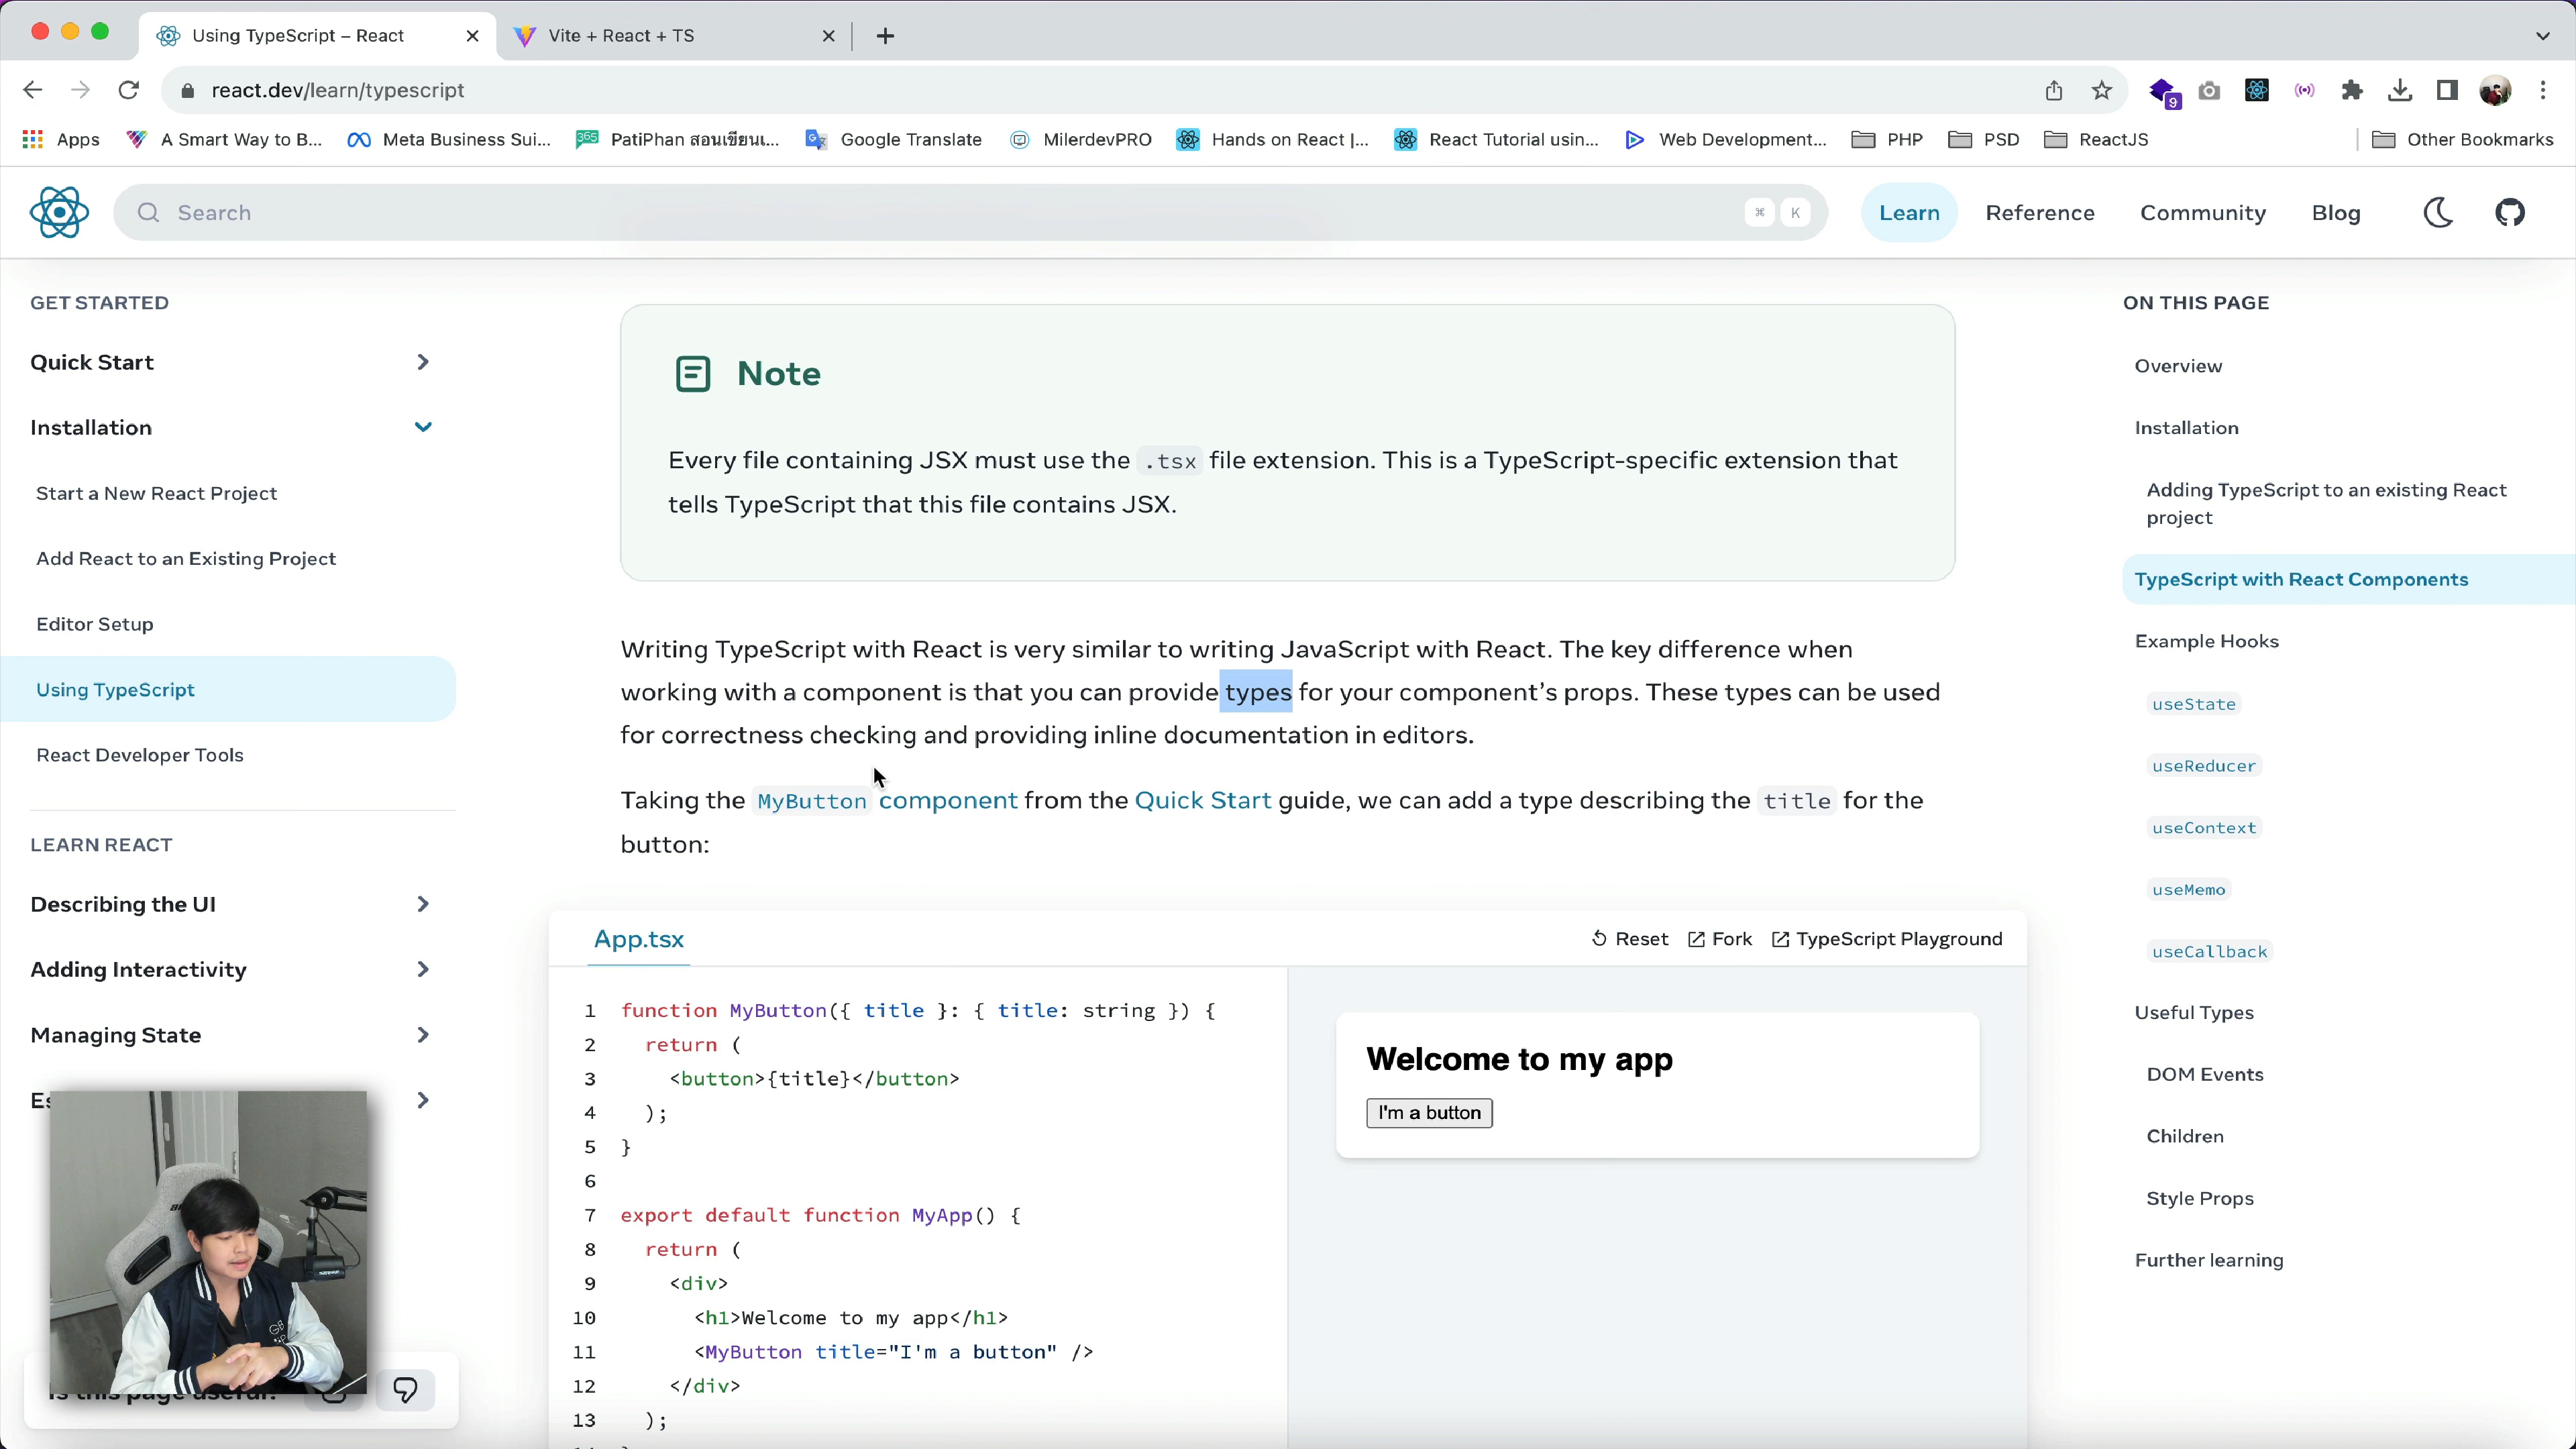 Using TypeScript – React
Vite + React + TS
react.dev/learn/typescript
9
Apps
A Smart Way to B...
Meta Business Sui...
PatiPhan สอนเขียนเ...
Google Translate
MilerdevPRO
Hands on React |...
React Tutorial usin...
Web Development...
PHP
PSD
ReactJS
Other Bookmarks
Search
⌘ K
Learn
Reference
Community
Blog
GET STARTED
Quick Start
Installation
Start a New React Project
Add React to an Existing Project
Editor Setup
Using TypeScript
React Developer Tools
LEARN REACT
Describing the UI
Adding Interactivity
Managing State
Is this page useful?
Note
Every file containing JSX must use the .tsx file extension. This is a TypeScript-specific extension that
tells TypeScript that this file contains JSX.
Writing TypeScript with React is very similar to writing JavaScript with React. The key difference when
working with a component is that you can provide types for your component’s props. These types can be used
for correctness checking and providing inline documentation in editors.
Taking the MyButton component from the Quick Start guide, we can add a type describing the title for the
button:
App.tsx
Reset
Fork
TypeScript Playground
1 function MyButton({ title }: { title: string }) {
2 return (
3 <button>{title}</button>
4 );
5 }
6
7 export default function MyApp() {
8 return (
9 <div>
10 <h1>Welcome to my app</h1>
11 <MyButton title="I'm a button" />
12 </div>
13 );
Welcome to my app
I'm a button
ON THIS PAGE
Overview
Installation
Adding TypeScript to an existing React
project
TypeScript with React Components
Example Hooks
useState
useReducer
useContext
useMemo
useCallback
Useful Types
DOM Events
Children
Style Props
Further learning